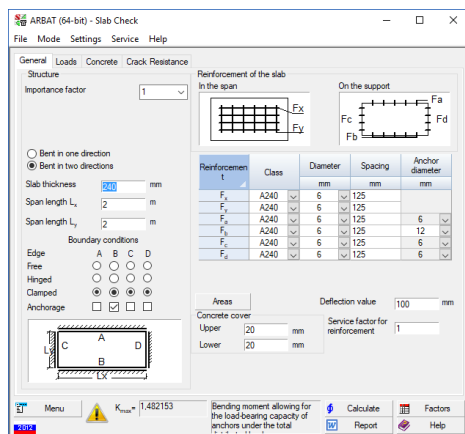 ARBAT (64-bit) - Slab Check
File Mode Settings Service Help
General Loads Concrete Crack Resistance
Structure
Importance factor 1
Bent in one direction
Bent in two directions
Slab thickness 240 mm
Span length Lx 2 m
Span length Ly 2 m
Boundary conditions
Edge A B C D
Free
Hinged
Clamped
Anchorage
A
C D
B
Ly
Lx
Reinforcement of the slab
In the span On the support
Fx
Fy
Fa
Fc Fd
Fb
Reinforcemen
t
Class Diameter Spacing Anchor
diameter
mm mm mm
Fx A240 6 125
Fy A240 6 125
Fa A240 6 125 6
Fb A240 6 125 12
Fc A240 6 125 6
Fd A240 6 125 6
Areas
Deflection value 100 mm
Concrete cover
Upper 20 mm
Lower 20 mm
Service factor for
reinforcement 1
Menu
2012
Kmax= 1,482153
Bending moment allowing for
the load-bearing capacity of
anchors under the total
Calculate Factors
Report Help